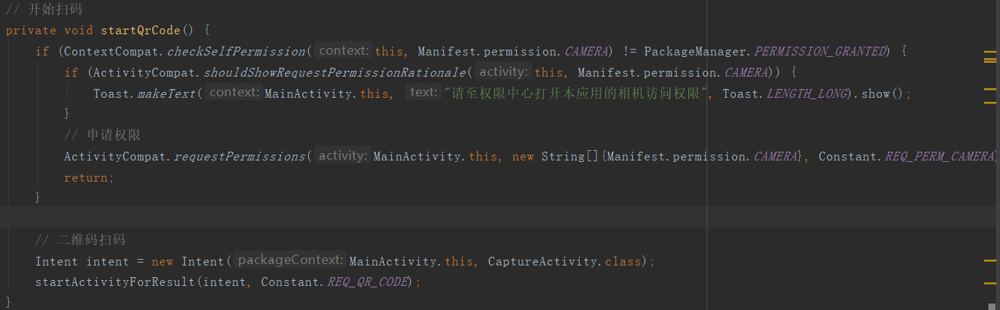 // 开始扫码
private void startQrCode() {
if (ContextCompat.checkSelfPermission( context: this, Manifest.permission.CAMERA) != PackageManager.PERMISSION_GRANTED) {
if (ActivityCompat.shouldShowRequestPermissionRationale( activity: this, Manifest.permission.CAMERA)) {
Toast.makeText( context: MainActivity.this, text: "请至权限中心打开本应用的相机访问权限", Toast.LENGTH_LONG).show();
}
// 申请权限
ActivityCompat.requestPermissions( activity: MainActivity.this, new String[]{Manifest.permission.CAMERA}, Constant.REQ_PERM_CAMERA)
return;
}
// 二维码扫码
Intent intent = new Intent( packageContext: MainActivity.this, CaptureActivity.class);
startActivityForResult(intent, Constant.REQ_QR_CODE);
}